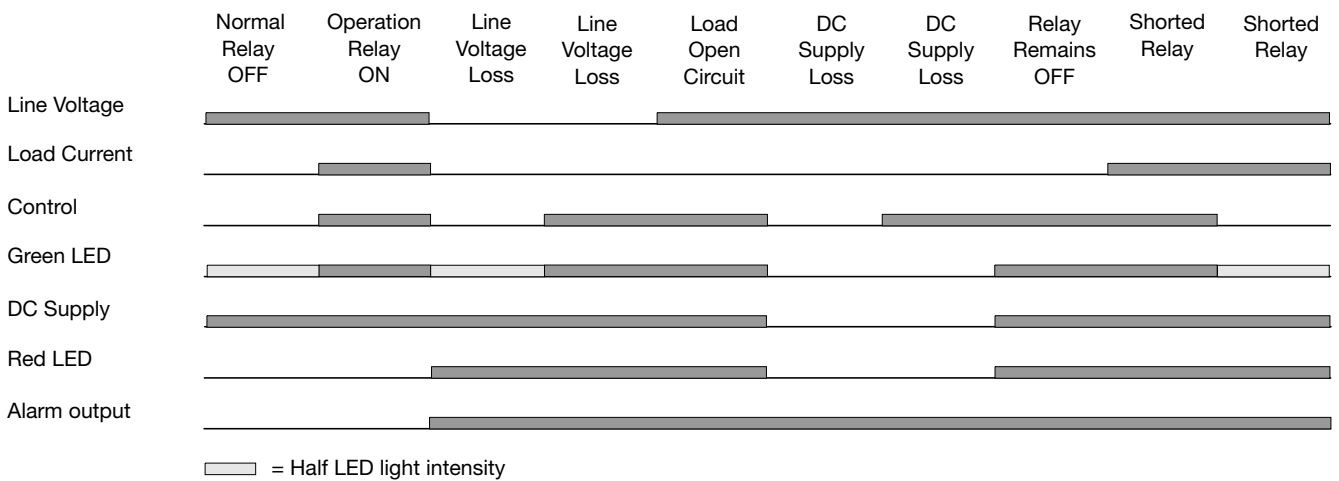 Normal Relay OFF
Operation Relay ON
Line Voltage Loss
Line Voltage Loss
Load Open Circuit
DC Supply Loss
DC Supply Loss
Relay Remains OFF
Shorted Relay
Shorted Relay
Line Voltage
Load Current
Control
Green LED
DC Supply
Red LED
Alarm output
= Half LED light intensity